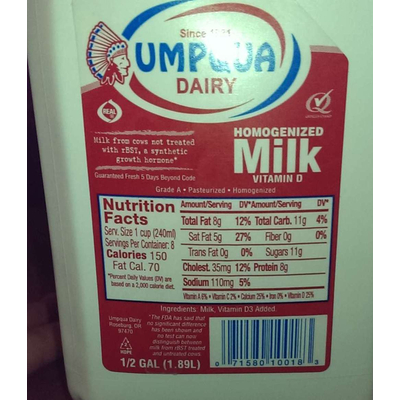 Since 1931
UMPQUA
DAIRY
REAL
HOMOGENIZED
Milk
VITAMIN D
Milk from cows not treated
with rBST, a synthetic
growth hormone*
Guaranteed Fresh 5 Days Beyond Code
Grade A • Pasteurized • Homogenized
Nutrition
Facts
Serv. Size 1 cup (240ml)
Servings Per Container: 8
Calories 150
Fat Cal. 70
*Percent Daily Values (DV) are
based on a 2,000 calorie diet.
Amount/Serving DV* Amount/Serving DV*
Total Fat 8g 12% Total Carb. 11g 4%
Sat Fat 5g 27% Fiber 0g 0%
Trans Fat 0g 0% Sugars 11g
Cholest. 35mg 12% Protein 8g
Sodium 110mg 5%
Vitamin A 6% • Vitamin C 2% • Calcium 25% • Iron 0% • Vitamin D 25%
Ingredients: Milk, Vitamin D3 Added.
Umpqua Dairy
Roseburg, OR
97470
*The FDA has said that
no significant difference
has been shown and
no test can now
distinguish between
milk from rBST treated
and untreated cows
2
HDPE
1/2 GAL (1.89L)
0 71580 10018 3